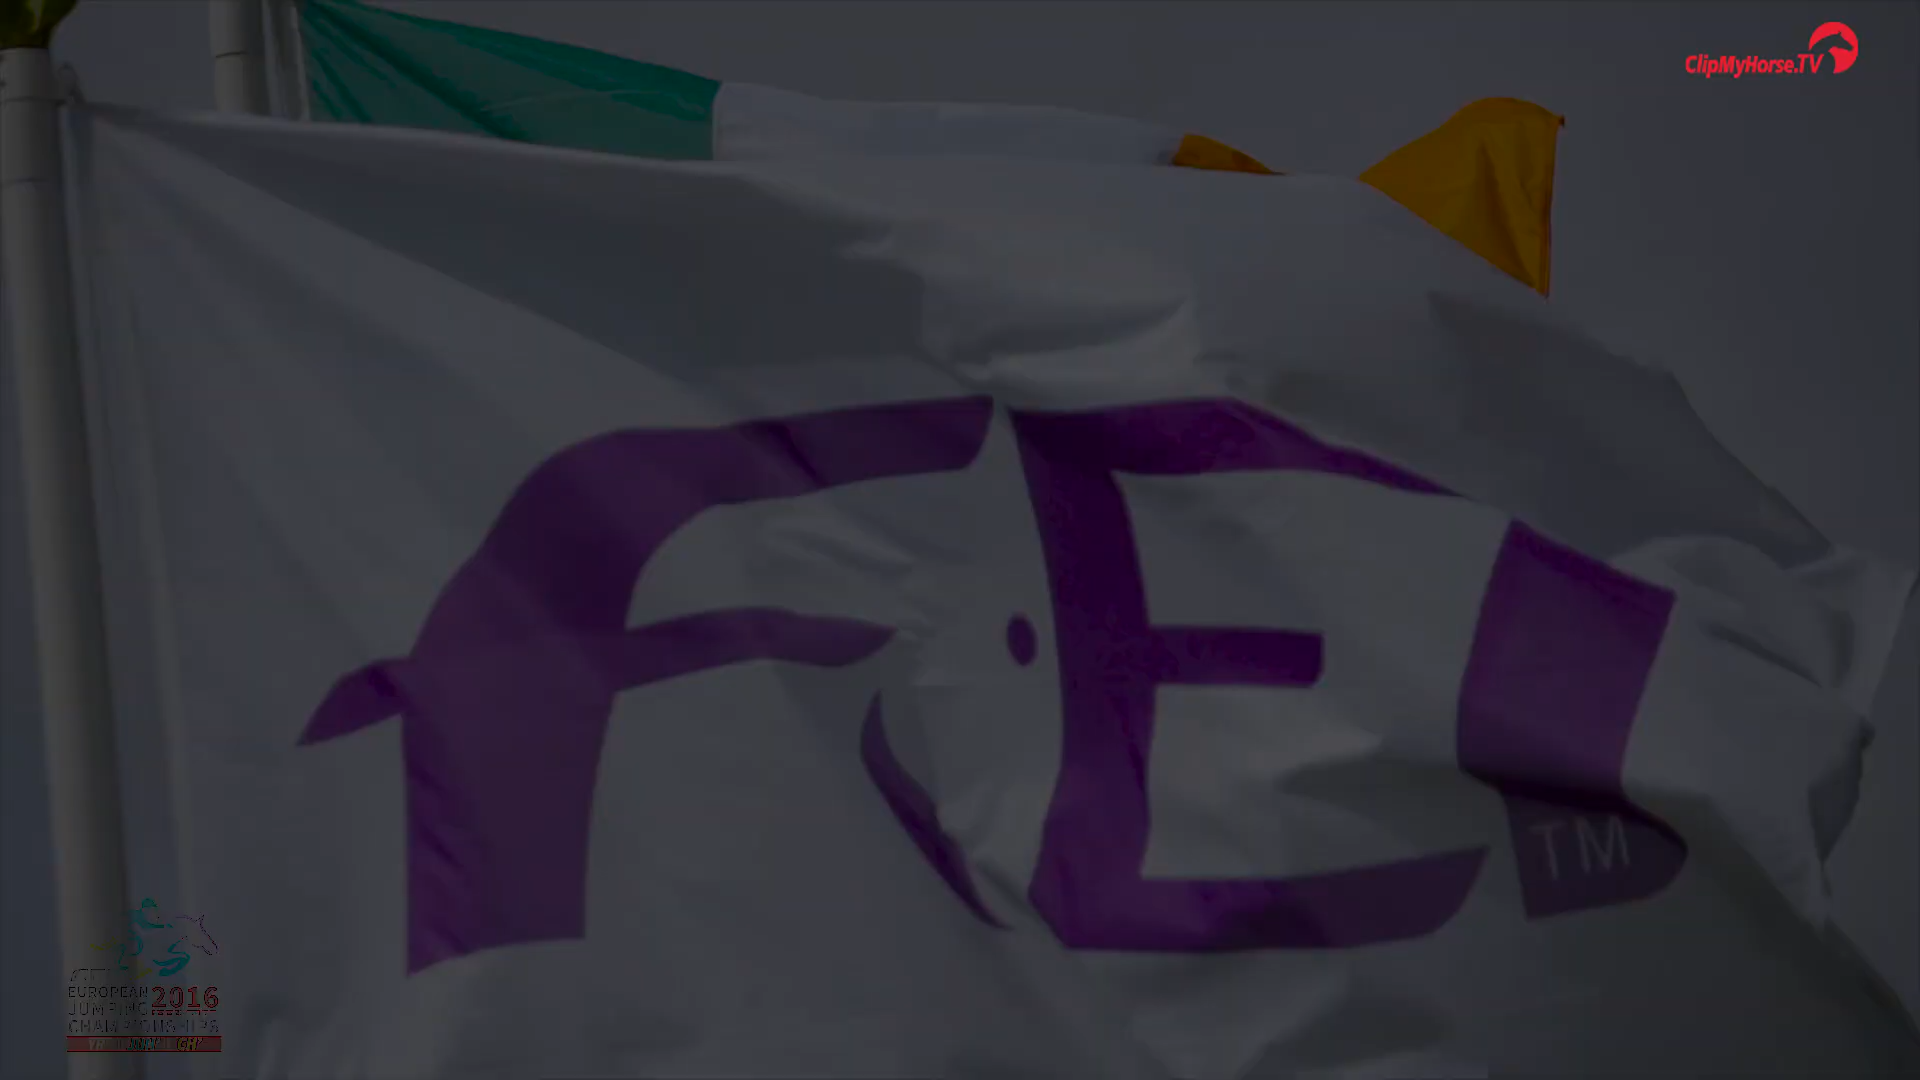 ClipMyHorse.TV
FEI
TM
EUROPEAN 2016
JUMPING
CHAMPIONSHIPS